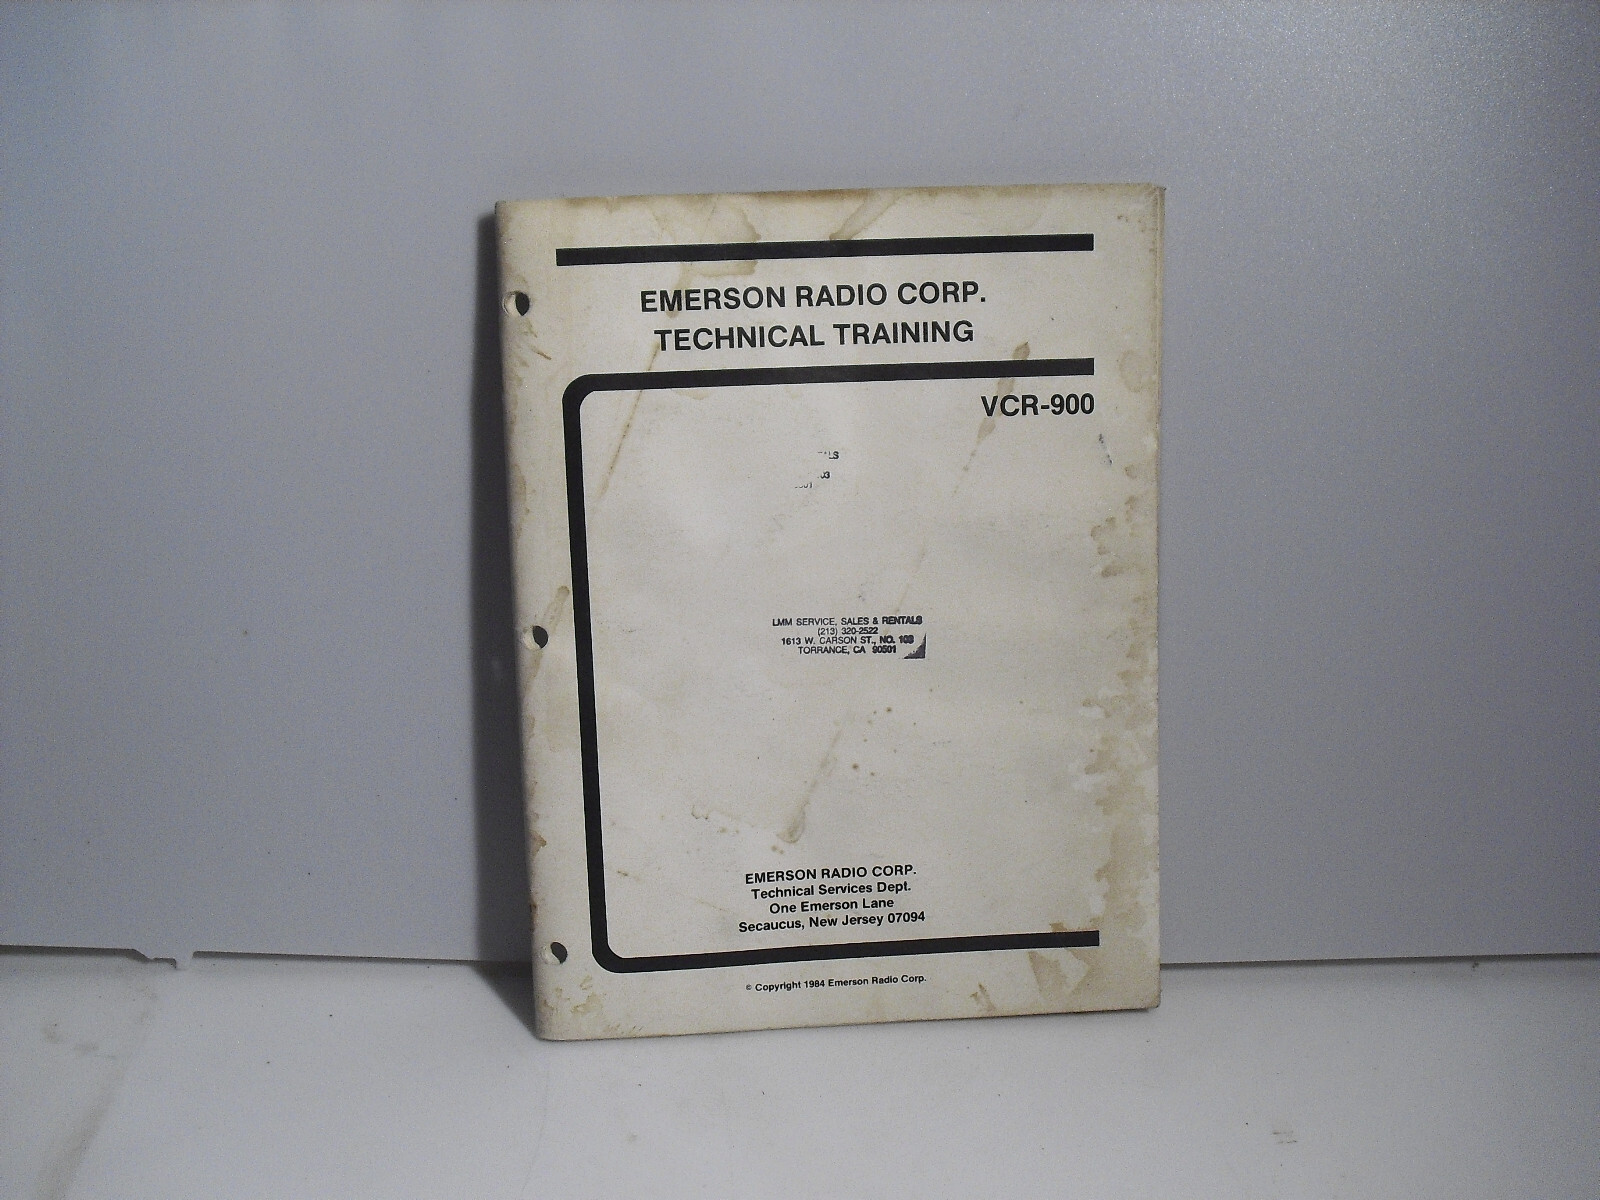 EMERSON RADIO CORP.
TECHNICAL TRAINING
VCR-900
LMM SERVICE, SALES & RENTALS
(213) 320-2522
1613 W. CARSON ST., NO. 103
TORRANCE, CA 90501
EMERSON RADIO CORP.
Technical Services Dept.
One Emerson Lane
Secaucus, New Jersey 07094
© Copyright 1984 Emerson Radio Corp.